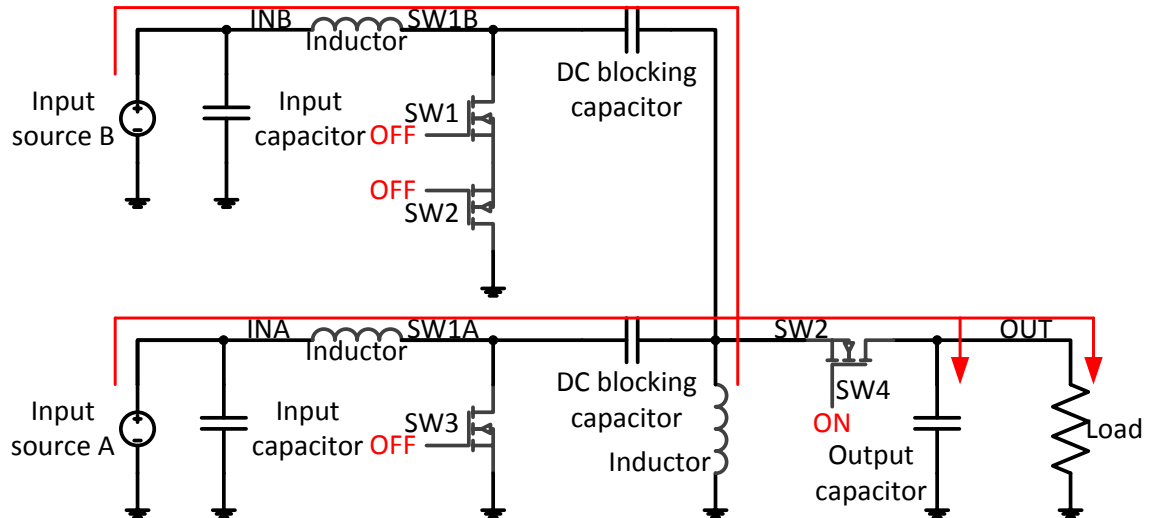 INB
SW1B
Inductor
DC blocking
capacitor
Input
source B
Input
capacitor
SW1
OFF
OFF
SW2
INA
SW1A
Inductor
SW2
OUT
DC blocking
capacitor
Input
source A
Input
capacitor
SW3
OFF
SW4
ON
Inductor
Output
capacitor
Load